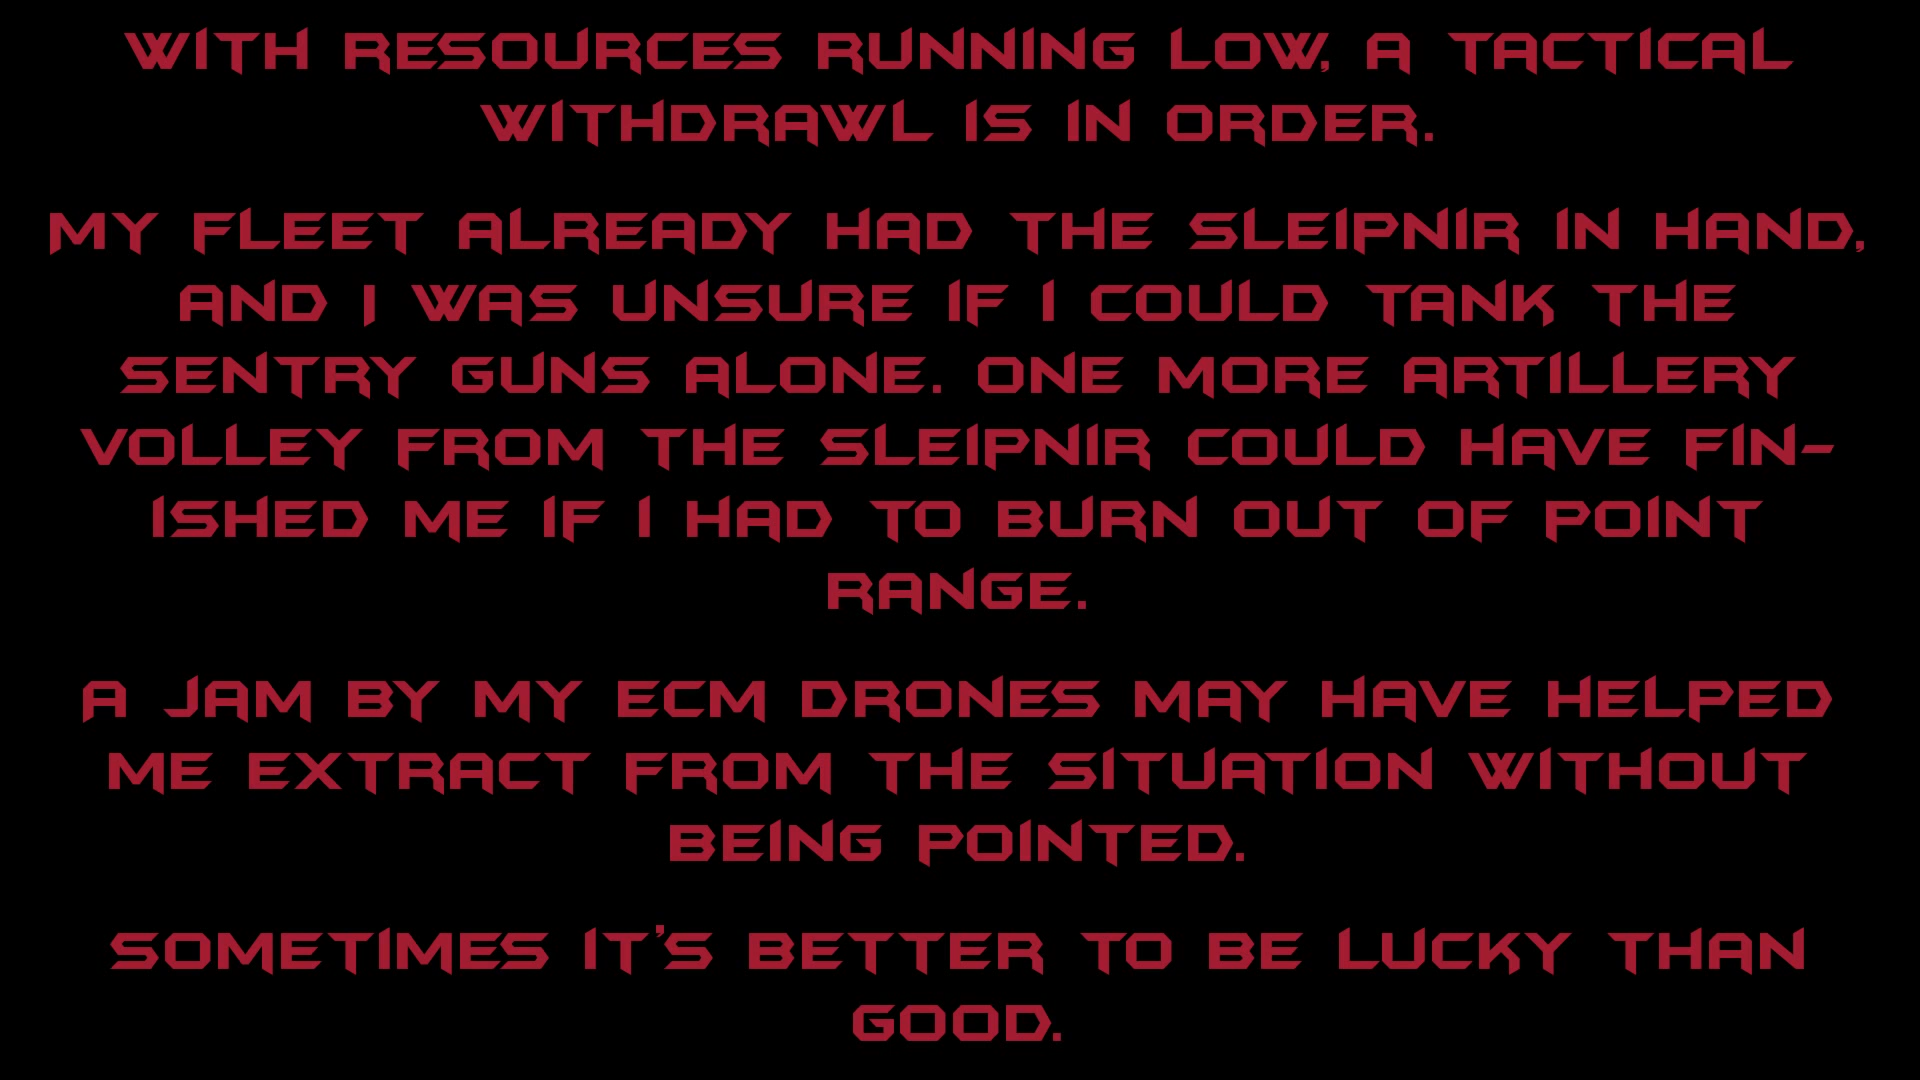 WITH RESOURCES RUNNING LOW, A TACTICAL
WITHDRAWL IS IN ORDER.
MY FLEET ALREADY HAD THE SLEIPNIR IN HAND,
AND I WAS UNSURE IF I COULD TANK THE
SENTRY GUNS ALONE. ONE MORE ARTILLERY
VOLLEY FROM THE SLEIPNIR COULD HAVE FIN-
ISHED ME IF I HAD TO BURN OUT OF POINT
RANGE.
A JAM BY MY ECM DRONES MAY HAVE HELPED
ME EXTRACT FROM THE SITUATION WITHOUT
BEING POINTED.
SOMETIMES IT'S BETTER TO BE LUCKY THAN
GOOD.